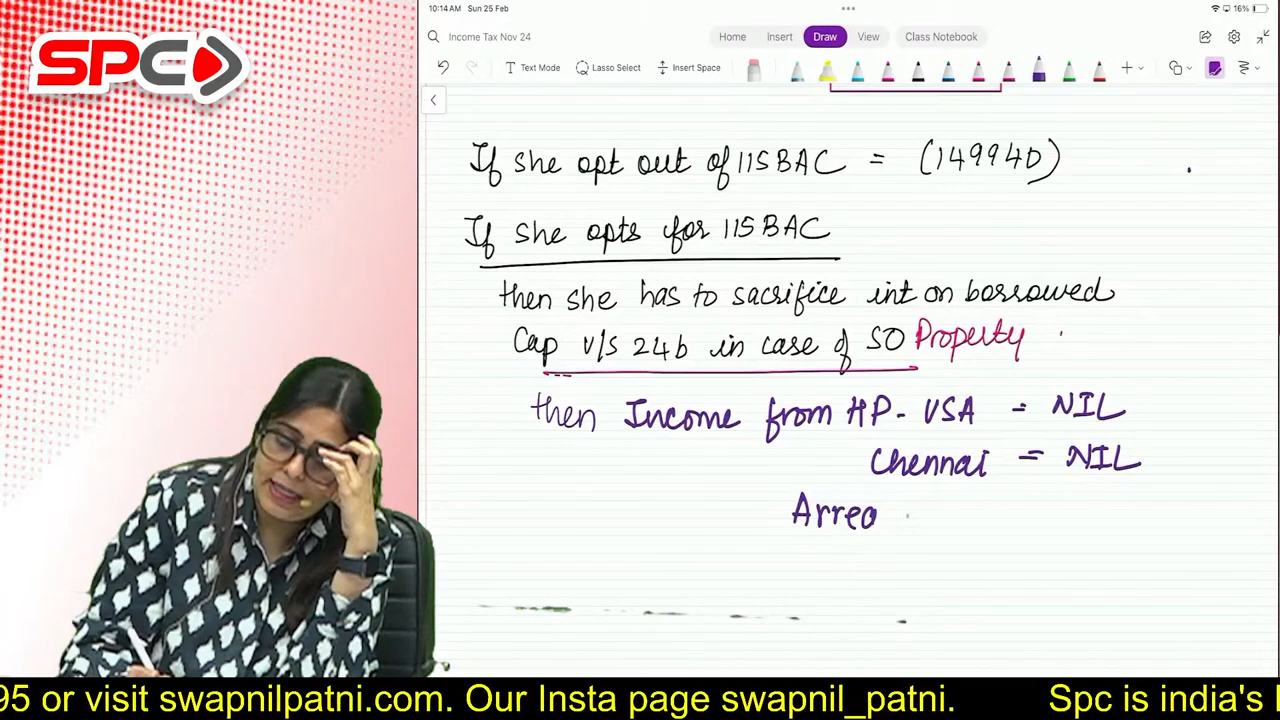 10:14 AM Sun 25 Feb
16%
SPC
Income Tax Nov 24
Home Insert Draw View Class Notebook
Text Mode Lasso Select Insert Space
If she opt out of 115BAC = (149940)
If she opts for 115BAC
then she has to sacrifice int on borrowed
Cap v/s 24b in case of SO Property
then Income from HP - USA = NIL
Chennai = NIL
Arrea
95 or visit swapnilpatni.com. Our Insta page swapnil_patni. Spc is india's